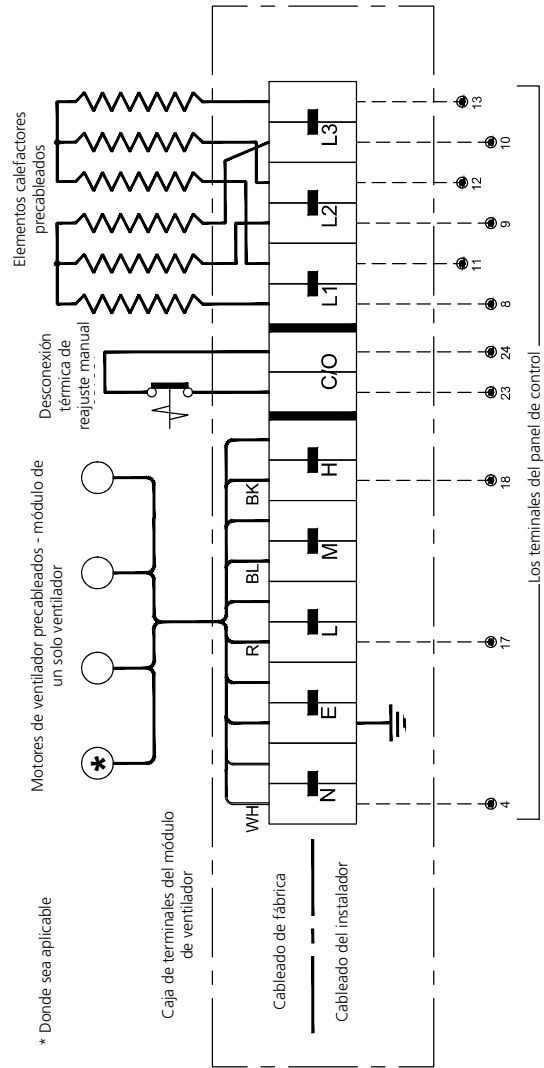 * Donde sea aplicable
Motores de ventilador precableados - módulo de
un solo ventilador
Desconexión
térmica de
reajuste manual
Elementos calefactores
precableados
*
Caja de terminales del módulo
de ventilador
WH
R
BL
BK
N
E
L
M
H
C/O
L1
L2
L3
Cableado de fábrica
Cableado del instalador
4
17
18
23
24
8
11
9
12
10
13
Los teminales del panel de control